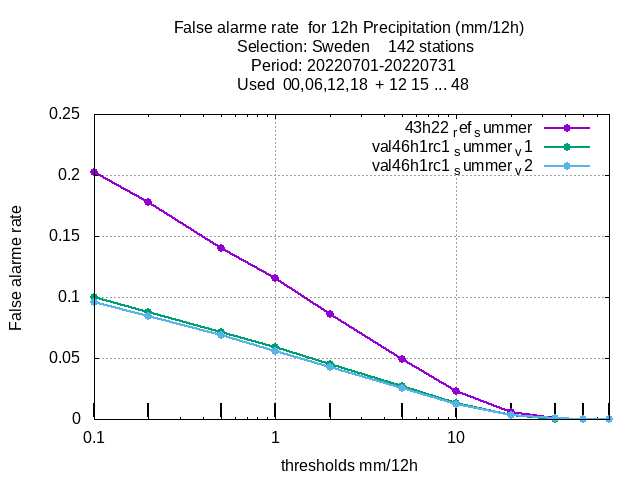 False alarme rate  for 12h Precipitation (mm/12h)
Selection: Sweden    142 stations
Period: 20220701-20220731
Used  00,06,12,18  + 12 15 ... 48
0.25
43h22 ref summer
val46h1rc1 summer v1
val46h1rc1 summer v2
0.2
0.15
0.1
0.05
0
False alarme rate
0.1 1 10
thresholds mm/12h